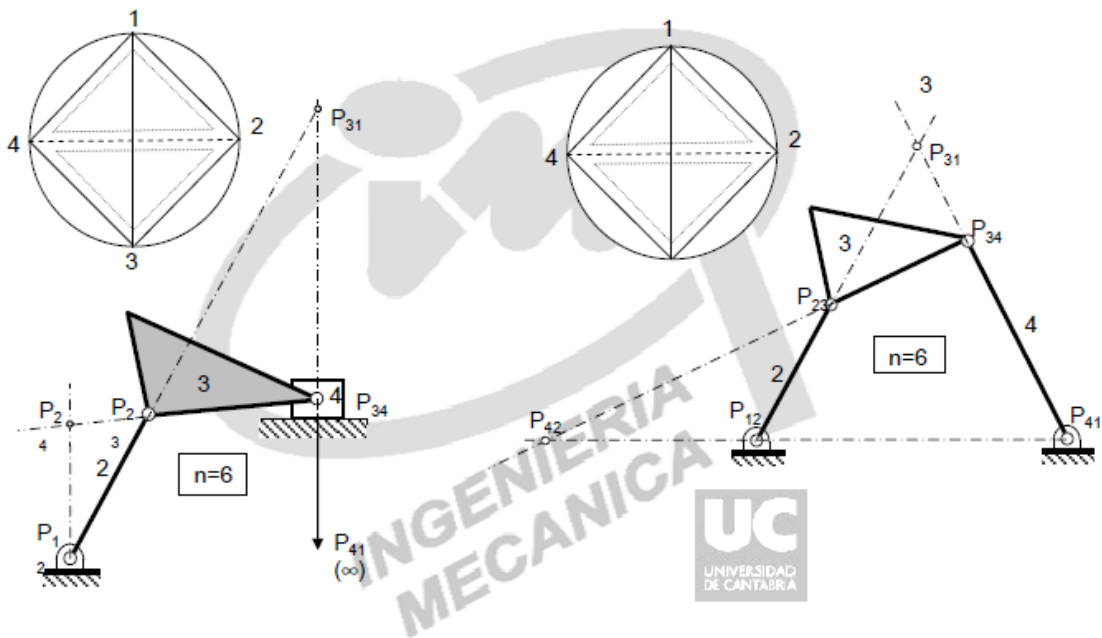 1
4
2
3
P31
P2
4
P2
3
3
4
P34
2
n=6
P1
2
P41
(∞)
1
4
2
3
P31
3
P34
P23
4
n=6
2
P42
P12
P41
INGENIERIA
MECANICA
UC
UNIVERSIDAD
DE CANTABRIA